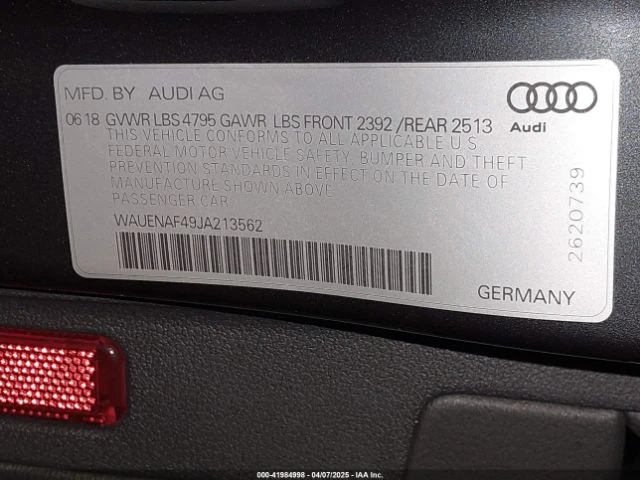 MFD. BY AUDI AG
06 18 GVWR LBS 4795 GAWR LBS FRONT 2392 /REAR 2513
THIS VEHICLE CONFORMS TO ALL APPLICABLE U.S.
FEDERAL MOTOR VEHICLE SAFETY, BUMPER AND THEFT
PREVENTION STANDARDS IN EFFECT ON THE DATE OF
MANUFACTURE SHOWN ABOVE.
PASSENGER CAR
WAUENAF49JA213562
Audi
2620739
GERMANY
000-41984998 - 04/07/2025 - IAA Inc.